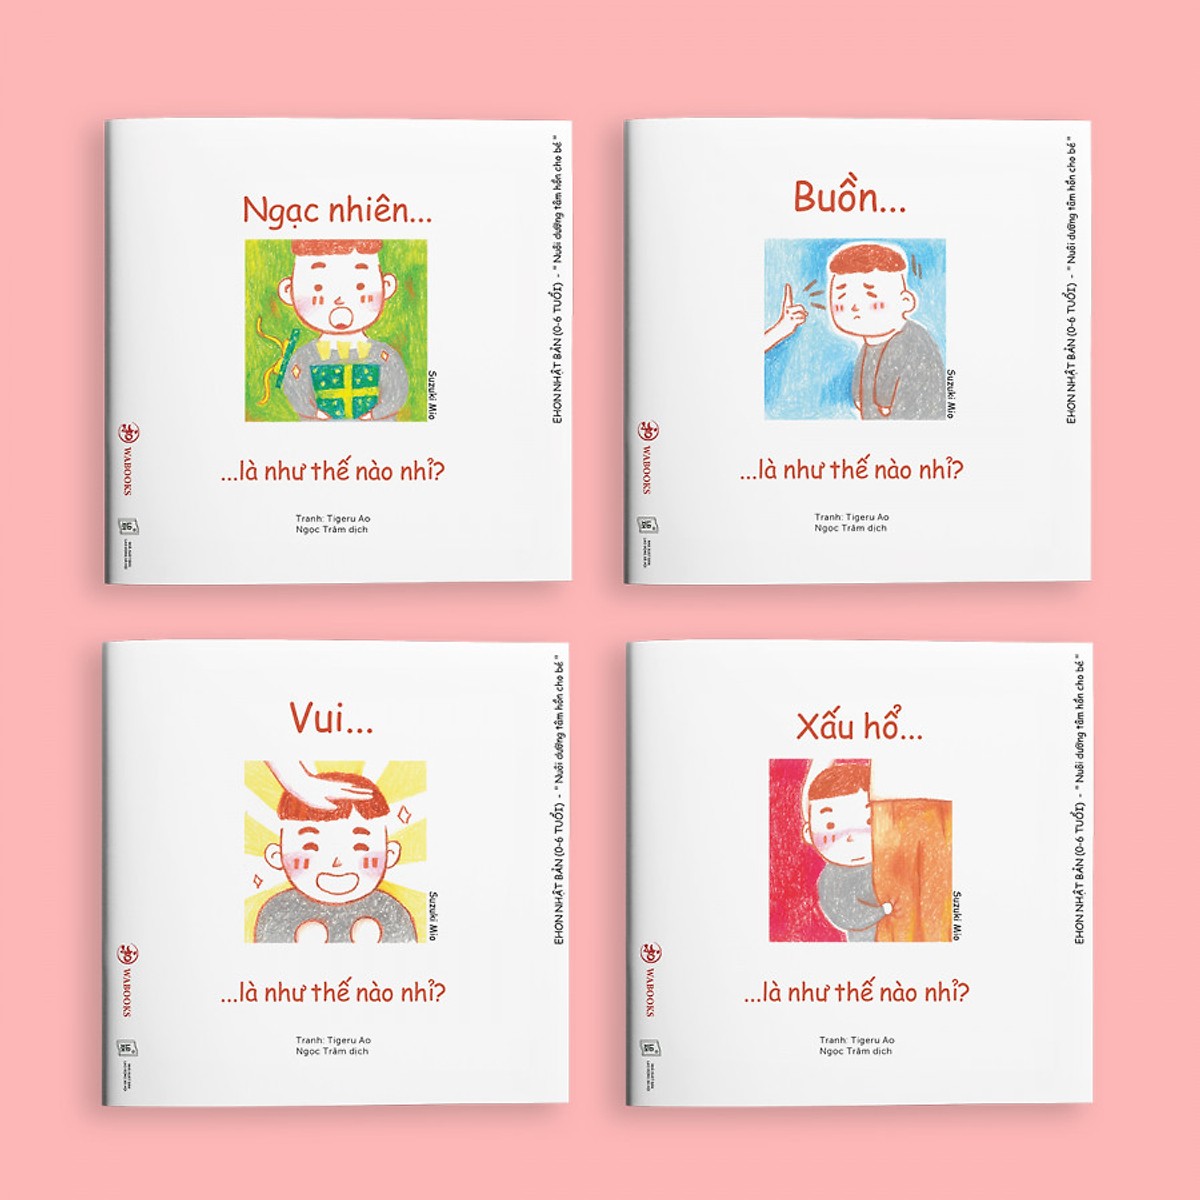 Ngạc nhiên...
Suzuki Mio
...là như thế nào nhỉ?
Tranh: Tigeru Ao
Ngọc Trâm dịch
EHON NHẬT BẢN (0-6 TUỔI) - " Nuôi dưỡng tâm hồn cho bé "
WABOOKS
Buồn...
Suzuki Mio
...là như thế nào nhỉ?
Tranh: Tigeru Ao
Ngọc Trâm dịch
EHON NHẬT BẢN (0-6 TUỔI) - " Nuôi dưỡng tâm hồn cho bé "
WABOOKS
Vui...
Suzuki Mio
...là như thế nào nhỉ?
Tranh: Tigeru Ao
Ngọc Trâm dịch
EHON NHẬT BẢN (0-6 TUỔI) - " Nuôi dưỡng tâm hồn cho bé "
WABOOKS
Xấu hổ...
Suzuki Mio
...là như thế nào nhỉ?
Tranh: Tigeru Ao
Ngọc Trâm dịch
EHON NHẬT BẢN (0-6 TUỔI) - " Nuôi dưỡng tâm hồn cho bé "
WABOOKS